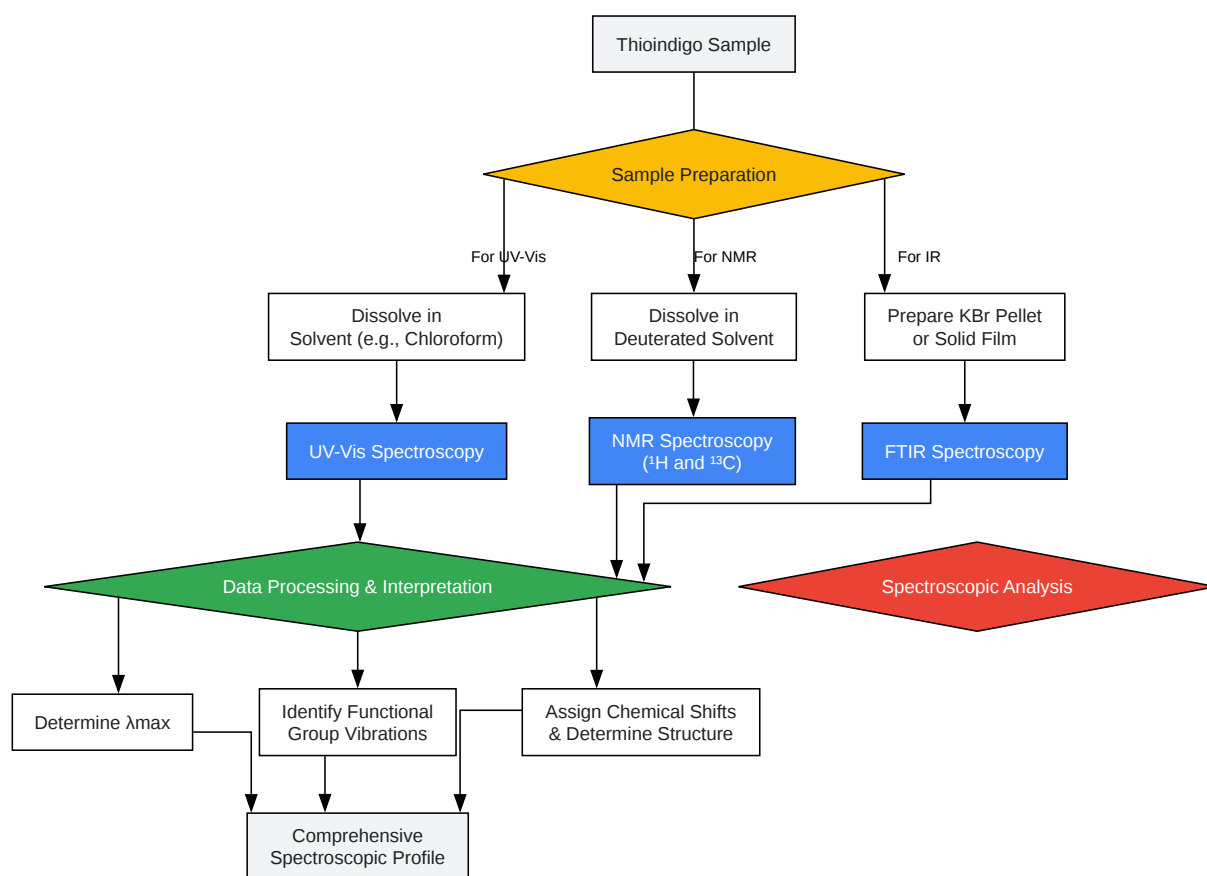 Thioindigo Sample
Sample Preparation
For UV-Vis
For NMR
For IR
Dissolve in
Solvent (e.g., Chloroform)
Dissolve in
Deuterated Solvent
Prepare KBr Pellet
or Solid Film
UV-Vis Spectroscopy
NMR Spectroscopy
(¹H and ¹³C)
FTIR Spectroscopy
Data Processing & Interpretation
Spectroscopic Analysis
Determine λmax
Identify Functional
Group Vibrations
Assign Chemical Shifts
& Determine Structure
Comprehensive
Spectroscopic Profile